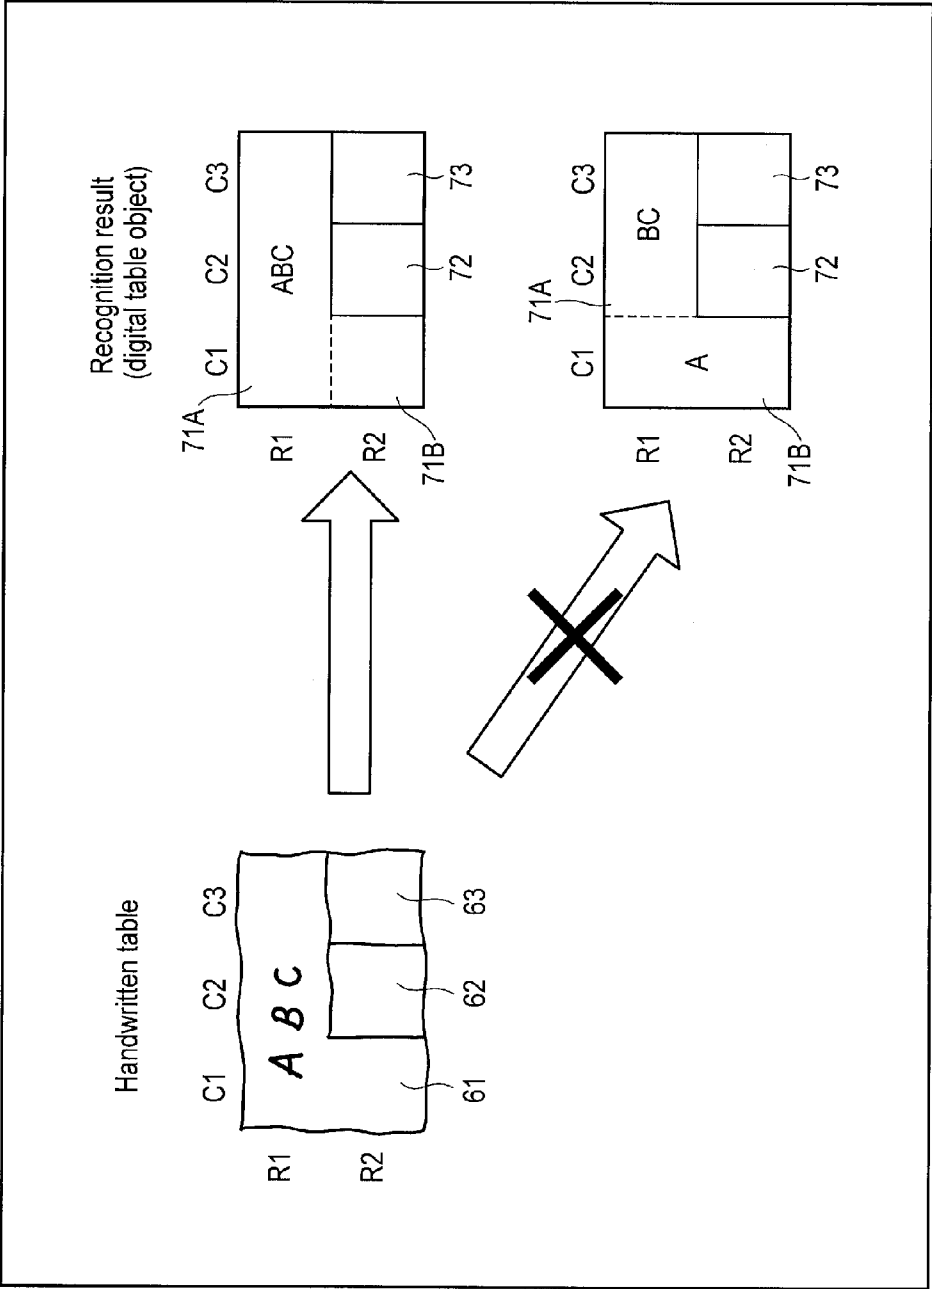 Handwritten table
C1 C2 C3
R1
A B C
R2
61 62 63
Recognition result
(digital table object)
C1 C2 C3
71A
R1
ABC
R2
71B 72 73
C1 71A C2 C3
R1
BC
A
R2
71B 72 73